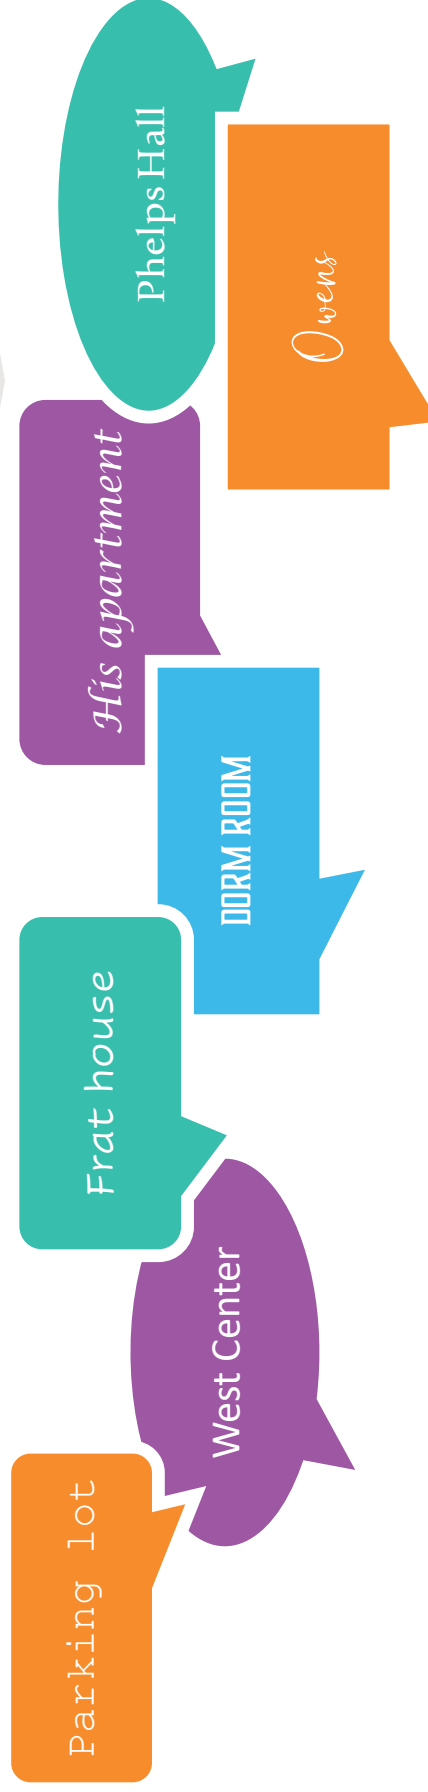 Parking lot
West Center
Frat house
DORM ROOM
His apartment
Phelps Hall
Owens